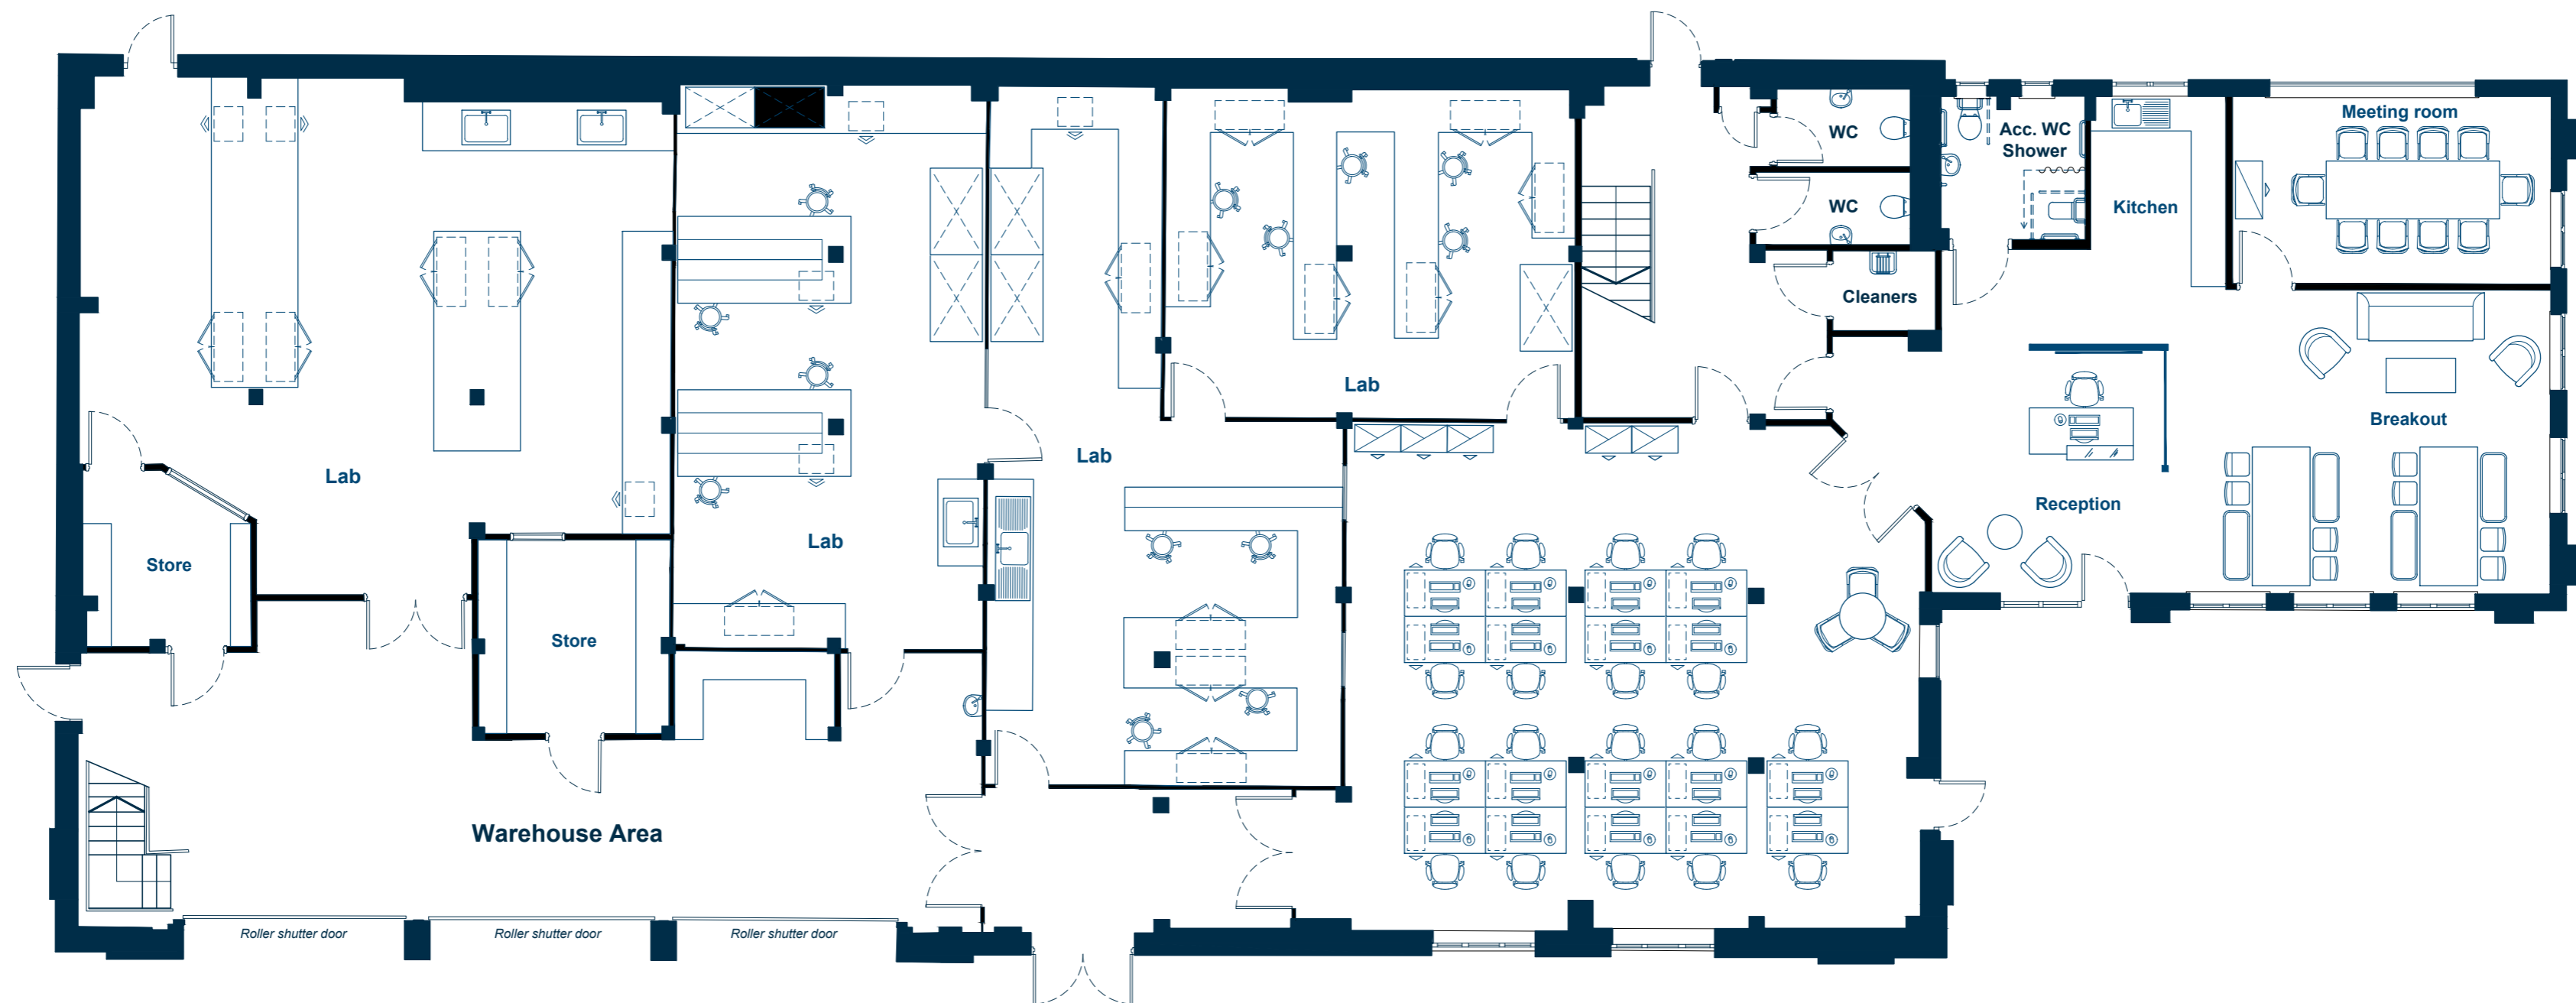 Meeting room
WC
Acc. WC
Shower
WC
Kitchen
Cleaners
Lab
Breakout
Lab
Lab
Reception
Lab
Store
Store
Warehouse Area
Roller shutter door
Roller shutter door
Roller shutter door